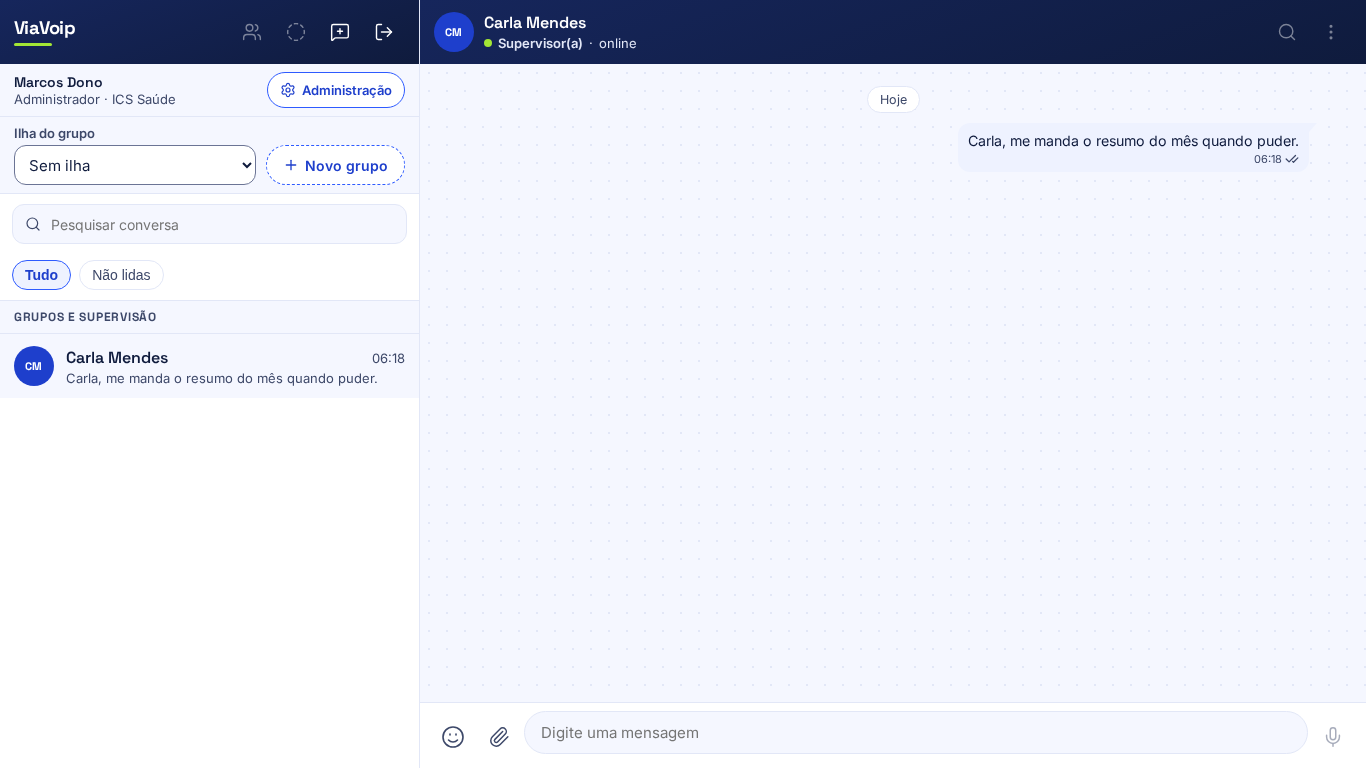 ViaVoip
Marcos Dono
Administrador · ICS Saúde
Administração
Ilha do grupo
Sem ilha
Novo grupo
Pesquisar conversa
Tudo
Não lidas
GRUPOS E SUPERVISÃO
CM
Carla Mendes
06:18
Carla, me manda o resumo do mês quando puder.
CM
Carla Mendes
Supervisor(a) · online
Hoje
Carla, me manda o resumo do mês quando puder.
06:18
Digite uma mensagem